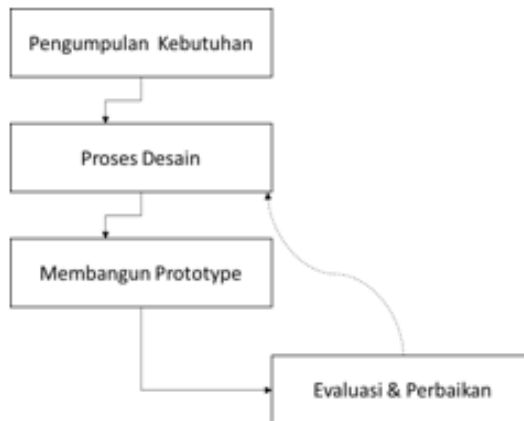 Pengumpulan Kebutuhan
Proses Desain
Membangun Prototype
Evaluasi & Perbaikan